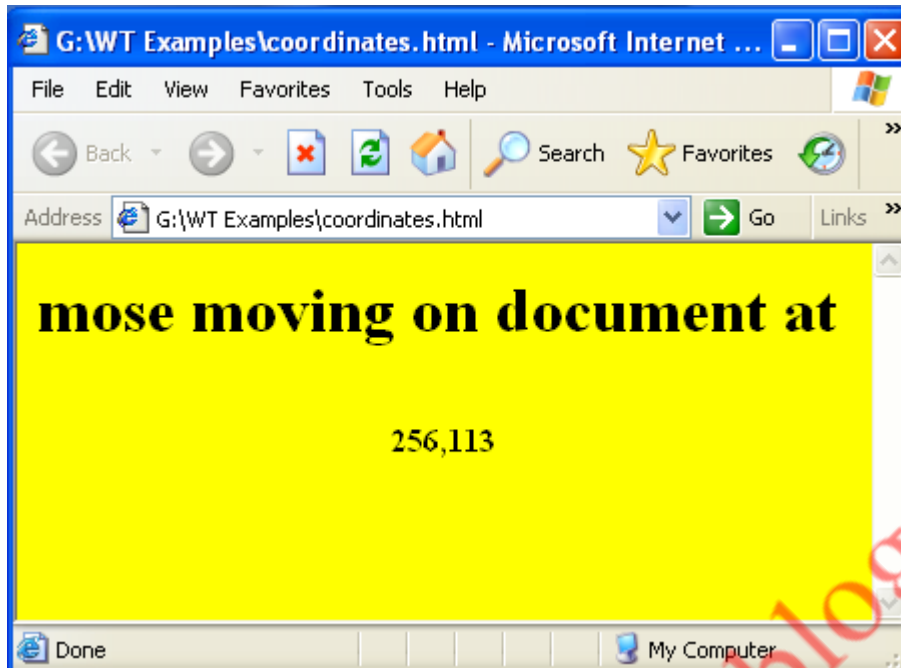 G:\WT Examples\coordinates.html - Microsoft Internet ...
File Edit View Favorites Tools Help
Back Search Favorites »
Address G:\WT Examples\coordinates.html Go Links »
mose moving on document at
256,113
Done My Computer
blog